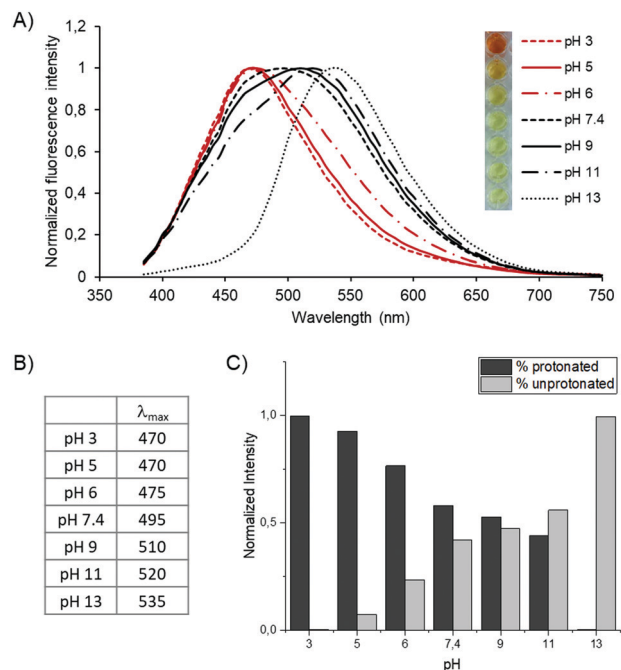 A)
Normalized fluorescence intensity
1,2
1
0,8
0,6
0,4
0,2
0
350 400 450 500 550 600 650 700 750
Wavelength (nm)
pH 3
pH 5
pH 6
pH 7.4
pH 9
pH 11
pH 13
B)
λmax
pH 3 470
pH 5 470
pH 6 475
pH 7.4 495
pH 9 510
pH 11 520
pH 13 535
C)
% protonated
% unprotonated
Normalized Intensity
1,0
0,5
0,0
3 5 6 7,4 9 11 13
pH